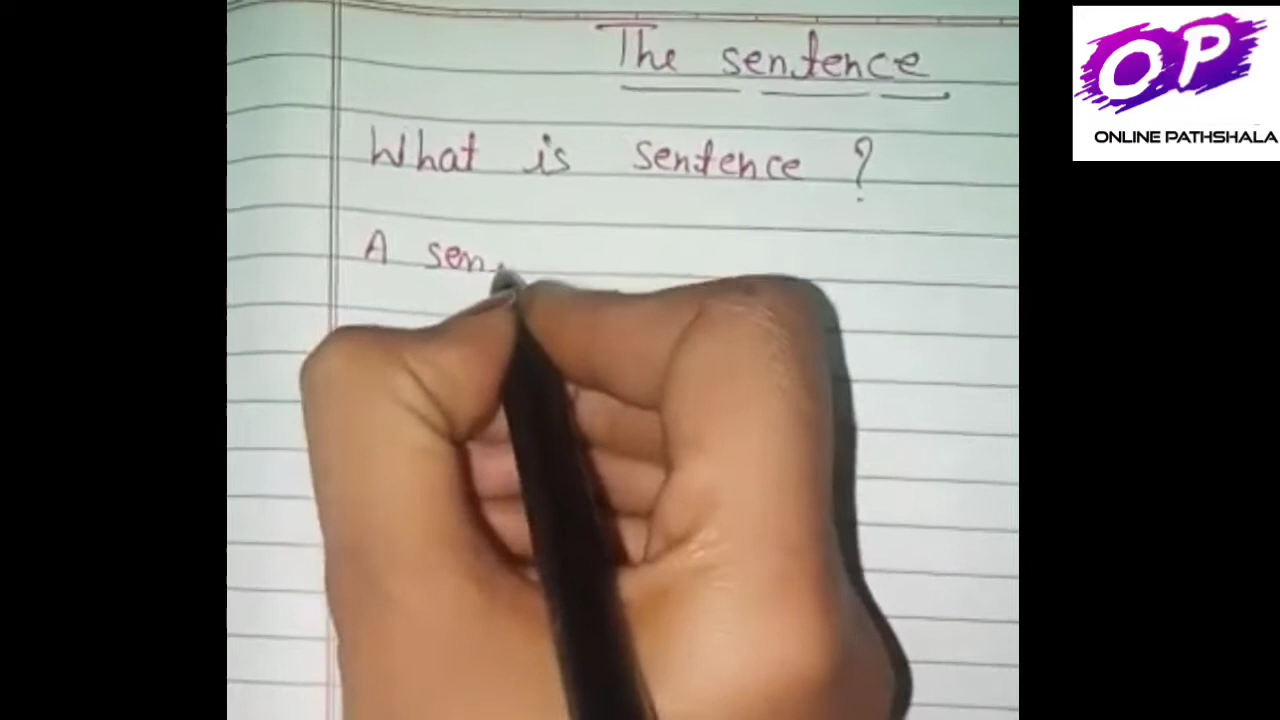 The sentence
What is sentence ?
A sen
OP
ONLINE PATHSHALA